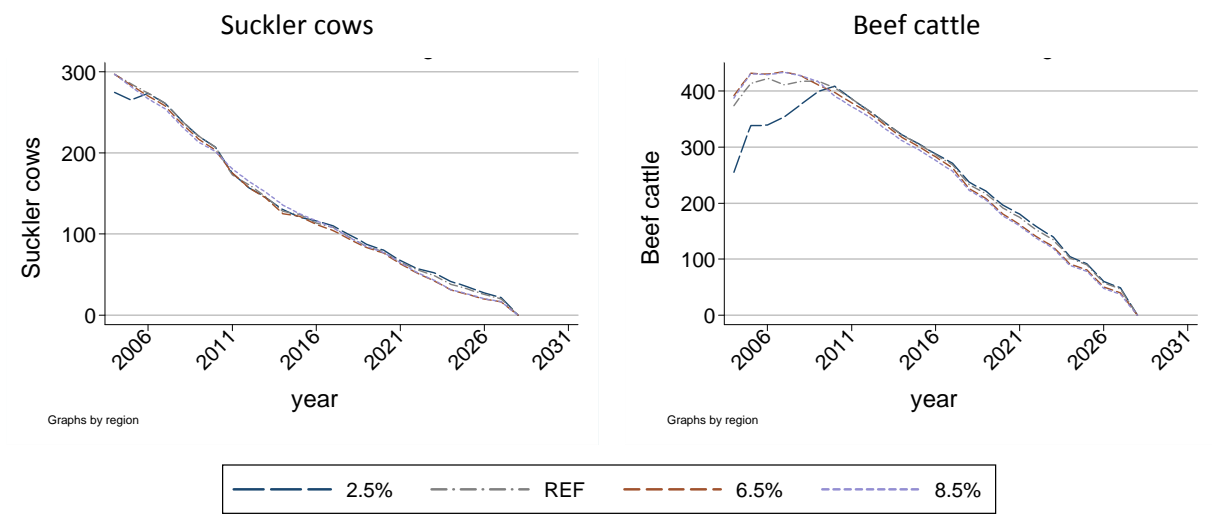 Suckler cows
Beef cattle
Suckler cows
300
200
100
0
2006
2011
2016
2021
2026
2031
year
Graphs by region
Beef cattle
400
300
200
100
0
2006
2011
2016
2021
2026
2031
year
Graphs by region
2.5% REF 6.5% 8.5%